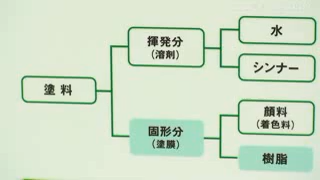 塗料
揮発分
(溶剤)
水
シンナー
固形分
(塗膜)
顔料
(着色料)
樹脂